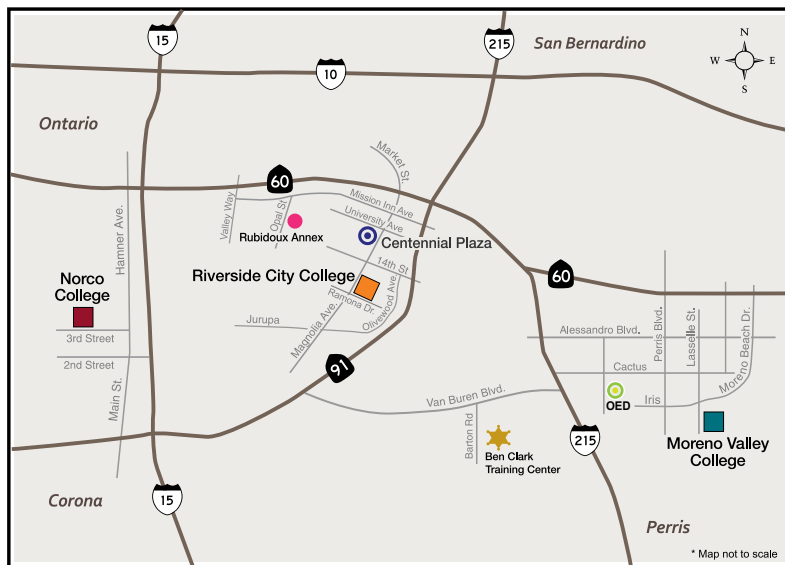 15
215
San Bernardino
N
W E
S
10
Ontario
Market St.
60
Mission Inn Ave
Valley Way
Opal St
University Ave
Rubidoux Annex
Centennial Plaza
Hamner Ave.
14th St
60
Norco
College
Riverside City College
Ramona Dr.
Olivewood Ave
Perris Blvd.
Lasselle St.
Moreno Beach Dr.
Jurupa
Magnolia Ave.
3rd Street
Alessandro Blvd.
2nd Street
91
Cactus
Main St.
Van Buren Blvd.
OED
Iris
Barton Rd
215
Moreno Valley
College
Ben Clark
Training Center
Corona
15
Perris
* Map not to scale